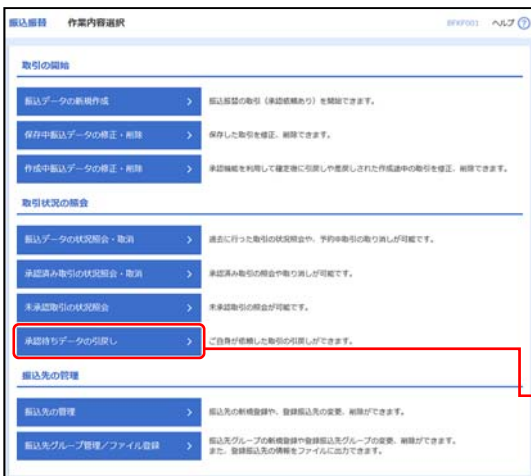 振込振替 作業内容選択 BFKF001 ヘルプ ?
取引の開始
振込データの新規作成 > 振込振替の取引（承認依頼あり）を開始できます。
保存中振込データの修正・削除 > 保存した取引を修正、削除できます。
作成中振込データの修正・削除 > 承認機能を利用して確定後に引戻しや差戻しされた作成途中の取引を修正、削除できます。
取引状況の照会
振込データの状況照会・取消 > 過去に行った取引の状況照会や、予約中取引の取り消しが可能です。
承認済み取引の状況照会・取消 > 承認済み取引の照会や取り消しが可能です。
未承認取引の状況照会 > 未承認取引の照会が可能です。
承認待ちデータの引戻し > ご自身が依頼した取引の引戻しができます。
振込先の管理
振込先の管理 > 振込先の新規登録や、登録振込先の変更、削除ができます。
振込先グループ管理／ファイル登録 > 振込先グループの新規登録や登録振込先グループの変更、削除ができます。
また、登録振込先の情報をファイルに出力できます。